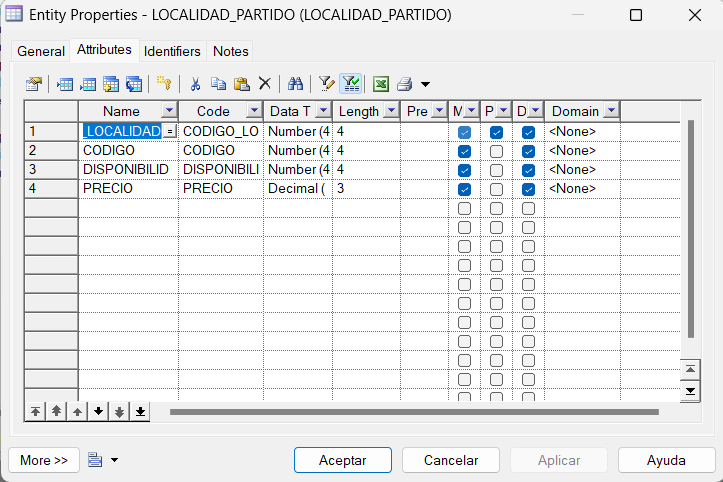 Entity Properties - LOCALIDAD_PARTIDO (LOCALIDAD_PARTIDO)
General Attributes Identifiers Notes
Name Code Data T Length Pre M P D Domain
1 _LOCALIDAD = CODIGO_LO Number (4 4 <None>
2 CODIGO CODIGO Number (4 4 <None>
3 DISPONIBILID DISPONIBILI Number (4 4 <None>
4 PRECIO PRECIO Decimal ( 3 <None>
More >> Aceptar Cancelar Aplicar Ayuda